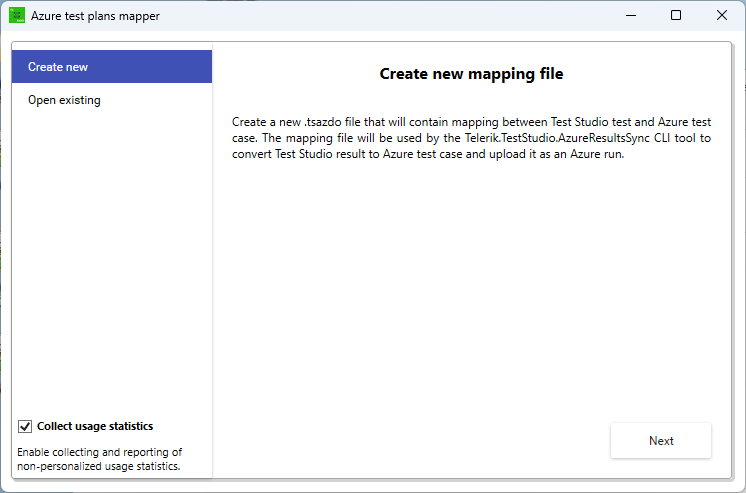 Azure test plans mapper
Create new
Open existing
Create new mapping file
Create a new .tsazdo file that will contain mapping between Test Studio test and Azure test
case. The mapping file will be used by the Telerik.TestStudio.AzureResultsSync CLI tool to
convert Test Studio result to Azure test case and upload it as an Azure run.
Collect usage statistics
Enable collecting and reporting of
non-personalized usage statistics.
Next